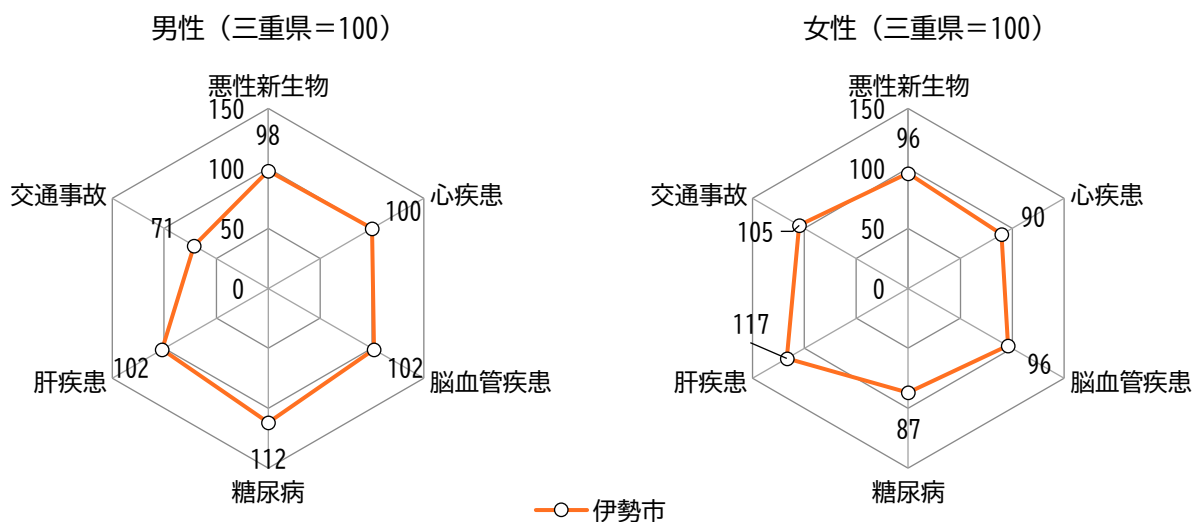 男性（三重県＝100）
悪性新生物
150
98
100
50
0
心疾患
100
脳血管疾患
102
糖尿病
112
肝疾患
102
交通事故
71
女性（三重県＝100）
悪性新生物
150
96
100
50
0
心疾患
90
脳血管疾患
96
糖尿病
87
肝疾患
117
交通事故
105
伊勢市